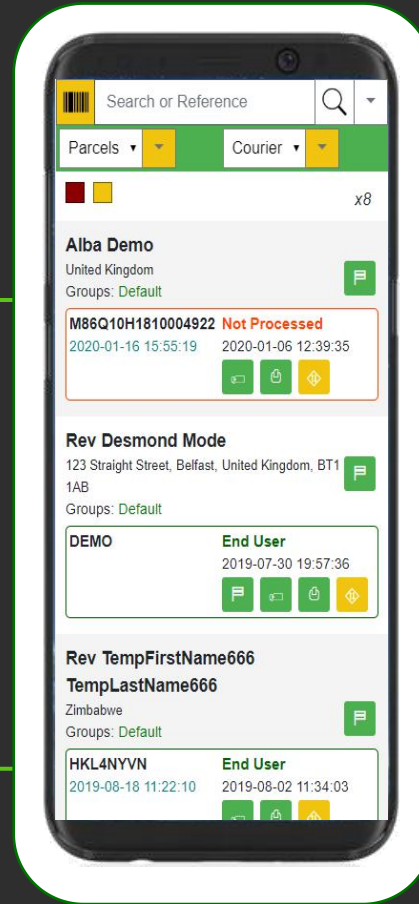 Search or Reference
Parcels
Courier
x8
Alba Demo
United Kingdom
Groups: Default
M86Q10H1810004922 Not Processed
2020-01-16 15:55:19 2020-01-06 12:39:35
Rev Desmond Mode
123 Straight Street, Belfast, United Kingdom, BT1
1AB
Groups: Default
DEMO End User
2019-07-30 19:57:36
Rev TempFirstName666
TempLastName666
Zimbabwe
Groups: Default
HKL4NYVN End User
2019-08-18 11:22:10 2019-08-02 11:34:03